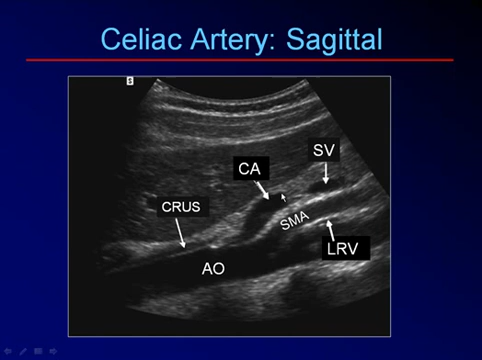 Celiac Artery: Sagittal
S
SV
CA
CRUS
SMA
LRV
AO